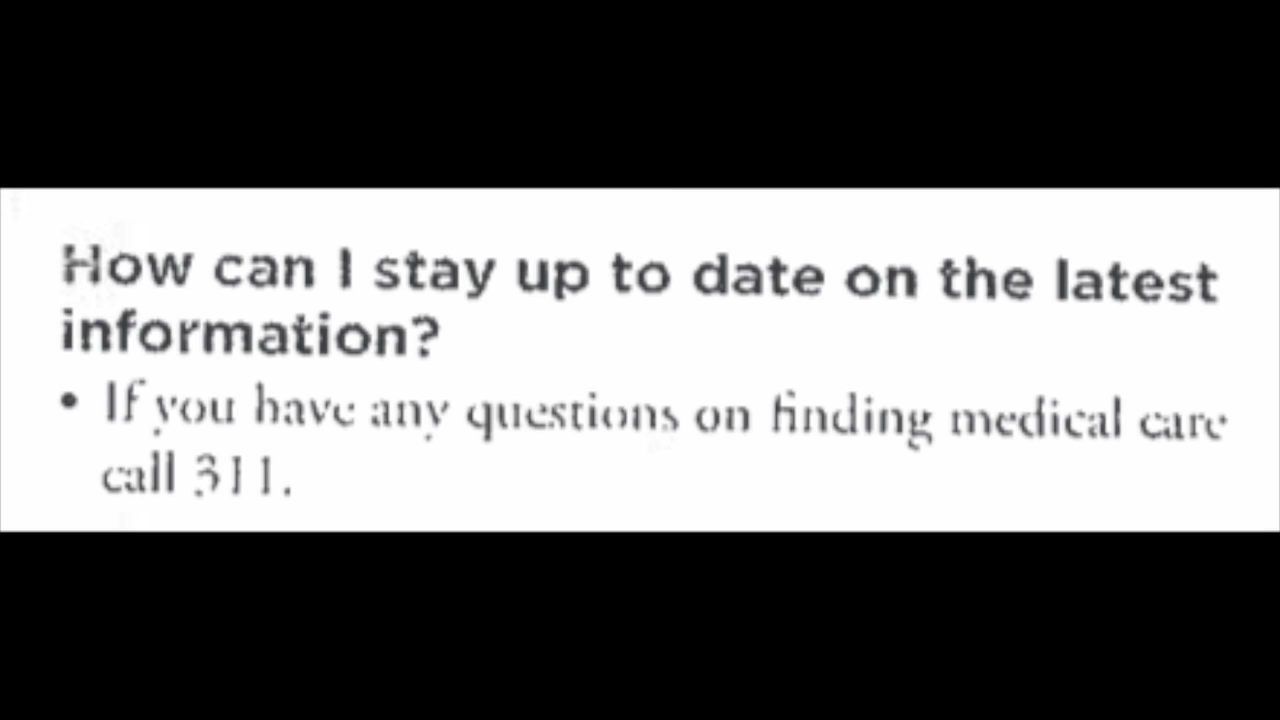 How can I stay up to date on the latest
information?
• If you have any questions on finding medical care
call 311.